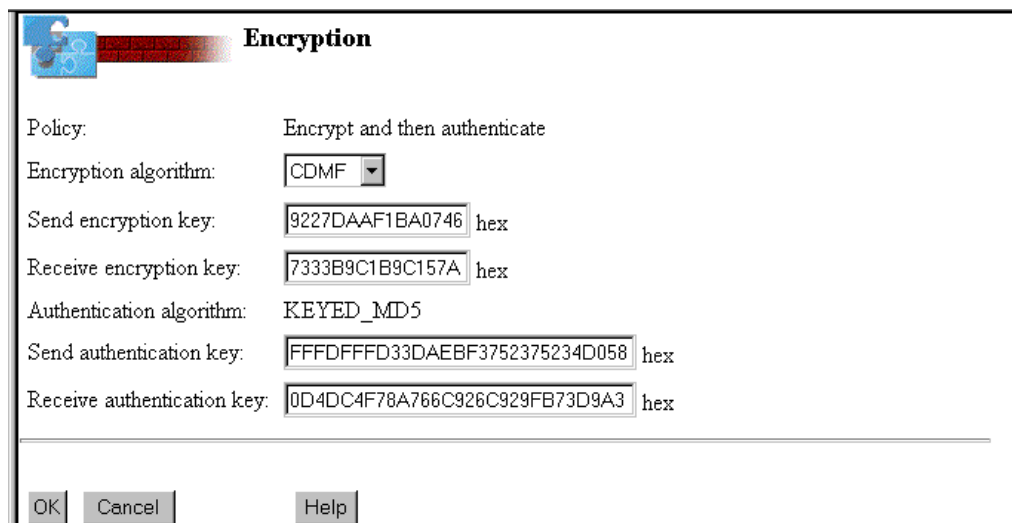 Encryption
Policy: Encrypt and then authenticate
Encryption algorithm: CDMF
Send encryption key: 9227DAAF1BA0746 hex
Receive encryption key: 7333B9C1B9C157A hex
Authentication algorithm: KEYED_MD5
Send authentication key: FFFDFFFD33DAEBF3752375234D058 hex
Receive authentication key: 0D4DC4F78A766C926C929FB73D9A3 hex
OK Cancel Help